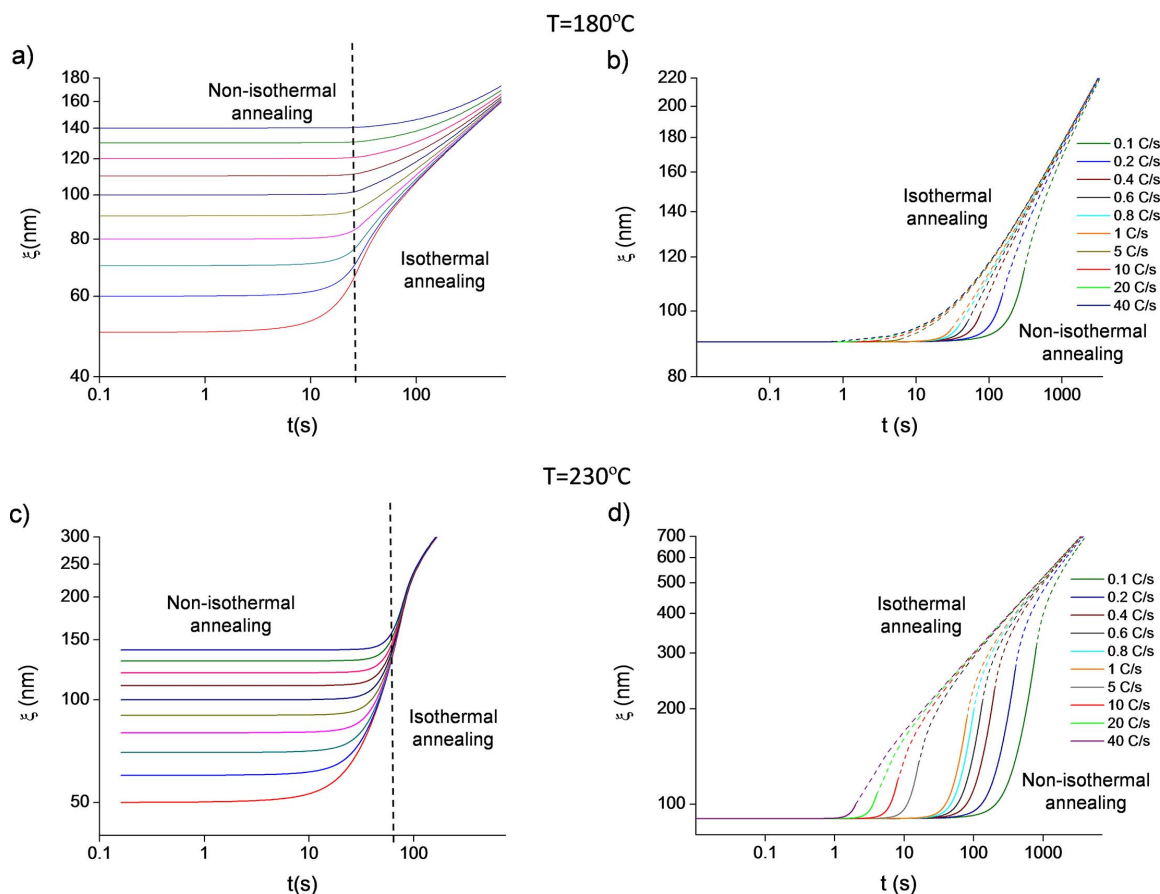 T=180°C
a)
180
160
140
120
100
80
60
40
0.1
1
10
100
ξ(nm)
t(s)
Non-isothermal
annealing
Isothermal
annealing
b)
220
200
180
160
140
120
100
80
0.1
1
10
100
1000
ξ (nm)
t (s)
Isothermal
annealing
Non-isothermal
annealing
0.1 C/s
0.2 C/s
0.4 C/s
0.6 C/s
0.8 C/s
1 C/s
5 C/s
10 C/s
20 C/s
40 C/s
T=230°C
c)
300
250
200
150
100
50
0.1
1
10
100
ξ (nm)
t(s)
Non-isothermal
annealing
Isothermal
annealing
d)
700
600
500
400
300
200
100
0.1
1
10
100
1000
ξ (nm)
t (s)
Isothermal
annealing
Non-isothermal
annealing
0.1 C/s
0.2 C/s
0.4 C/s
0.6 C/s
0.8 C/s
1 C/s
5 C/s
10 C/s
20 C/s
40 C/s